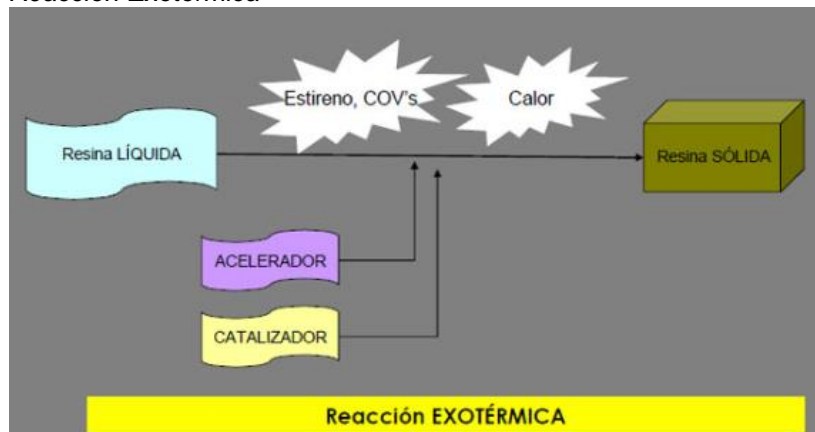 Estireno, COV's
Calor
Resina LÍQUIDA
Resina SÓLIDA
ACELERADOR
CATALIZADOR
Reacción EXOTÉRMICA